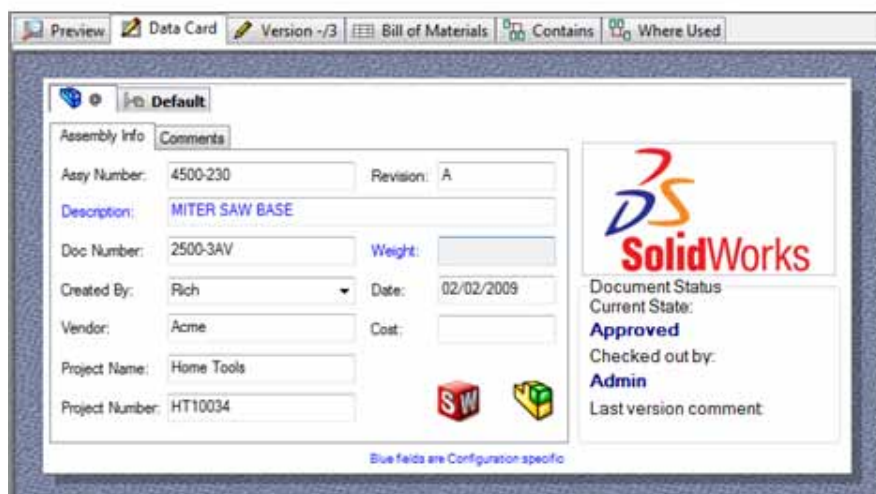 Preview Data Card Version -/3 Bill of Materials Contains Where Used
@ Default
Assembly Info Comments
Assy Number: 4500-230 Revision: A
Description: MITER SAW BASE
Doc Number: 2500-3AV Weight:
Created By: Rich Date: 02/02/2009
Vendor: Acme Cost:
Project Name: Home Tools
Project Number: HT10034
SW
Blue fields are Configuration specific
SolidWorks
Document Status
Current State:
Approved
Checked out by:
Admin
Last version comment